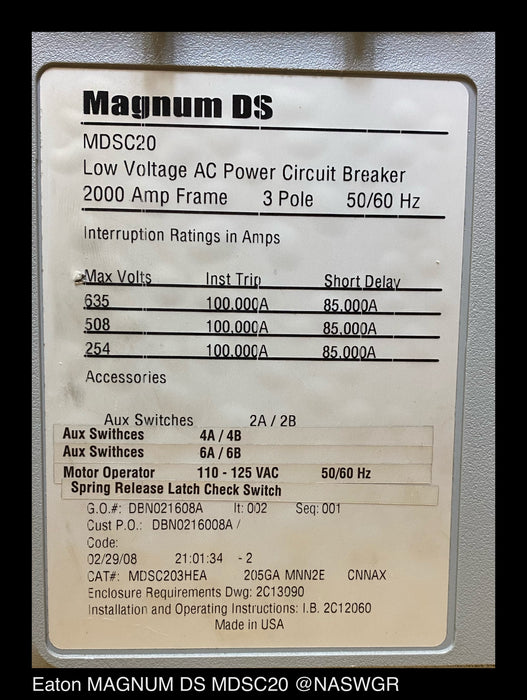 Magnum DS
MDSC20
Low Voltage AC Power Circuit Breaker
2000 Amp Frame 3 Pole 50/60 Hz
Interruption Ratings in Amps
Max Volts Inst Trip Short Delay
635 100,000A 85,000A
508 100,000A 85,000A
254 100,000A 85,000A
Accessories
Aux Switches 2A / 2B
Aux Swithces 4A / 4B
Aux Swithces 6A / 6B
Motor Operator 110 - 125 VAC 50/60 Hz
Spring Release Latch Check Switch
G.O.#: DBN021608A It: 002 Seq: 001
Cust P.O.: DBN0216008A /
Code:
02/29/08 21:01:34 - 2
CAT#: MDSC203HEA 205GA MNN2E CNNAX
Enclosure Requirements Dwg: 2C13090
Installation and Operating Instructions: I.B. 2C12060
Made in USA
Eaton MAGNUM DS MDSC20 @NASWGR